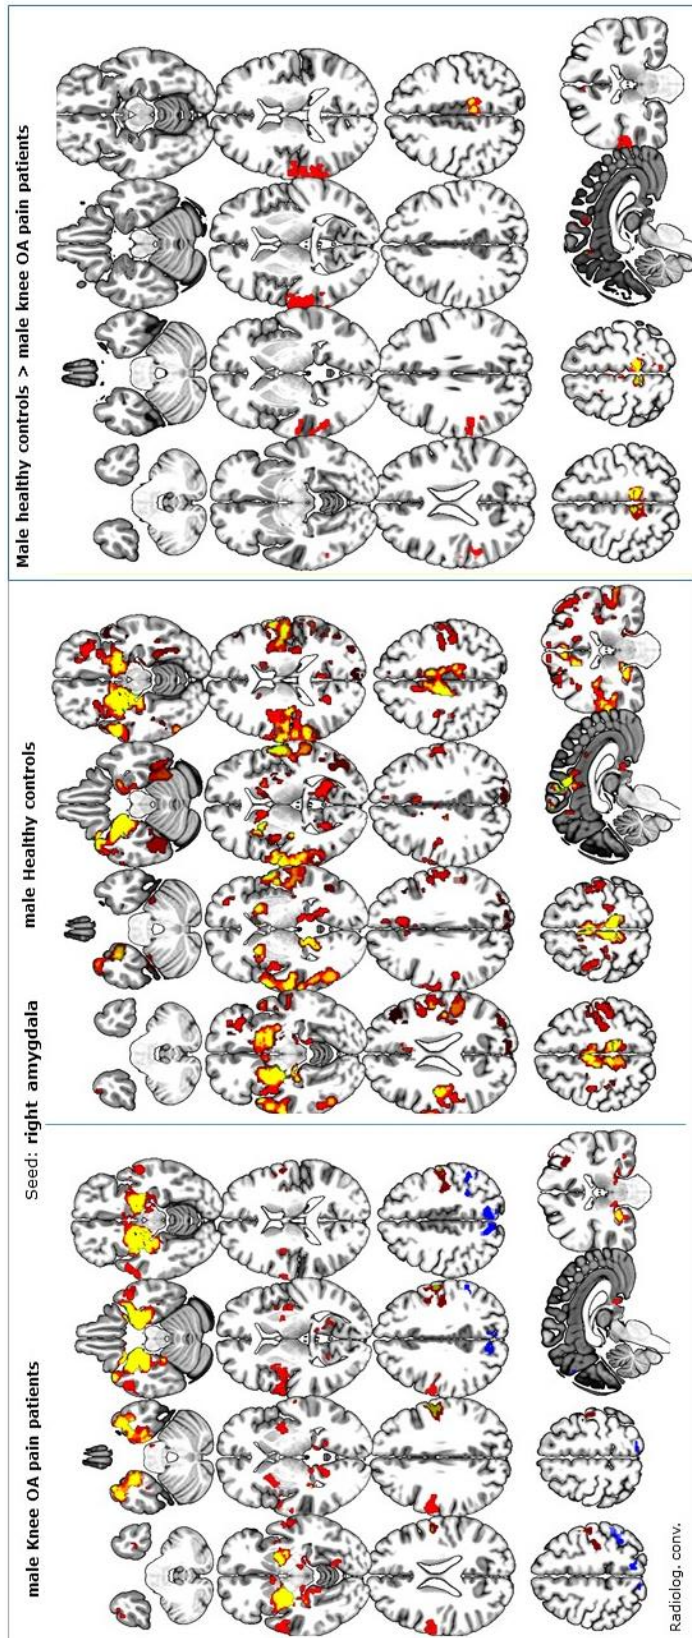 Seed: right amygdala
male Knee OA pain patients
male Healthy controls
Male healthy controls > male knee OA pain patients
Radiolog. conv.